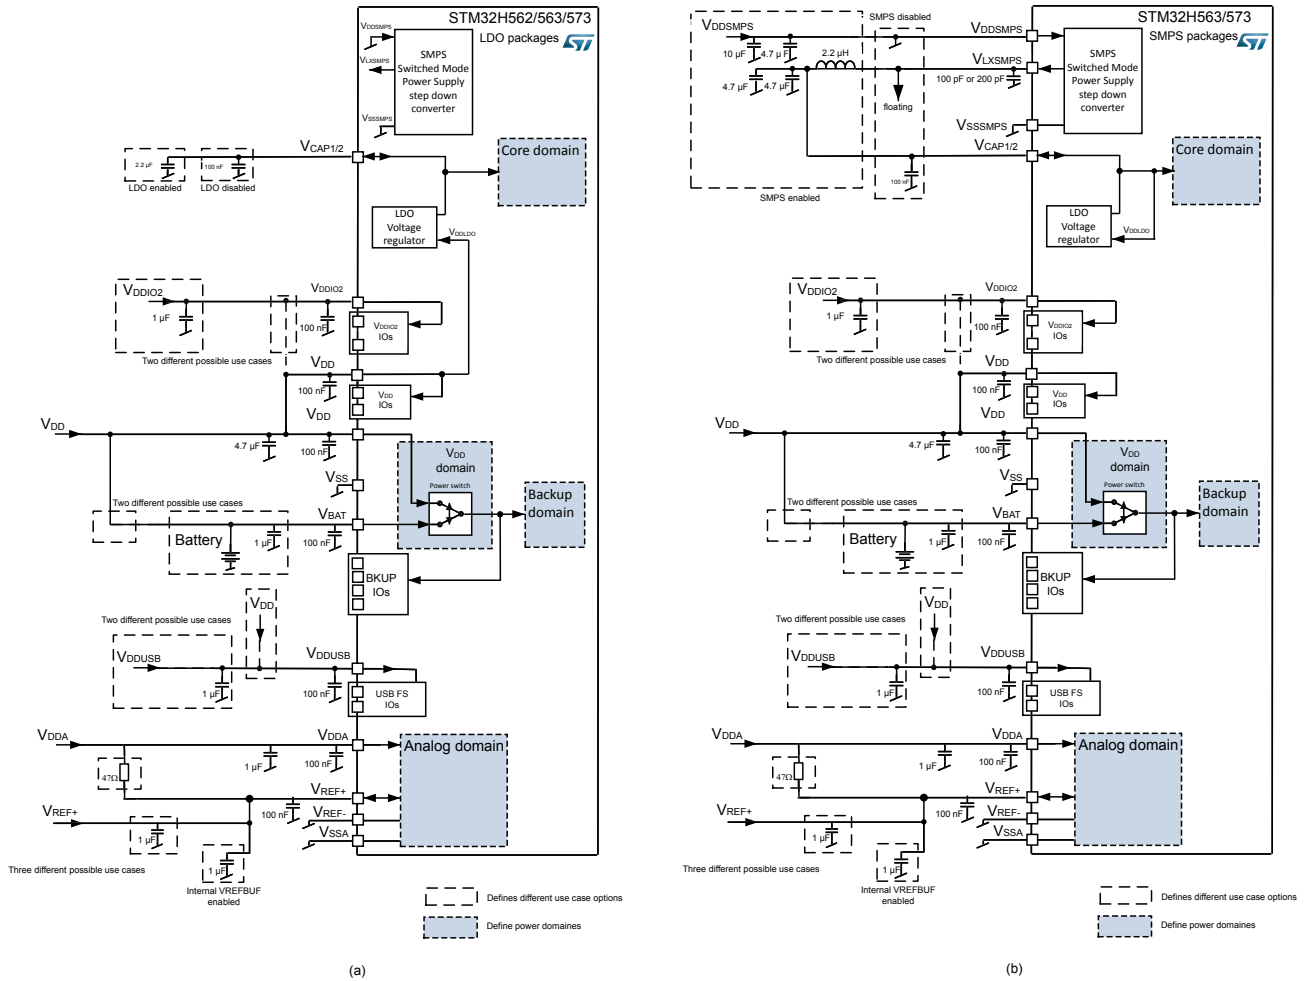 STM32H562/563/573
LDO packages
VDDSMPS
VLXSMPS
VSSSMPS
SMPS
Switched Mode
Power Supply
step down
converter
VCAP1/2
2.2 µF
100 nF
LDO enabled
LDO disabled
Core domain
LDO
Voltage
regulator
VDDLDO
VDDIO2
1 µF
VDDIO2
100 nF
VDDIO2
IOs
Two different possible use cases
VDD
100 nF
VDD
IOs
VDD
VDD
4.7 µF
100 nF
VDD
domain
Power switch
VSS
Two different possible use cases
VBAT
Battery
1 µF
100 nF
Backup
domain
BKUP
IOs
VDD
Two different possible use cases
VDDUSB
1 µF
VDDUSB
100 nF
USB FS
IOs
VDDA
VDDA
1 µF
100 nF
Analog domain
47Ω
VREF+
100 nF
VREF+
1 µF
VREF-
VSSA
Three different possible use cases
1 µF
Internal VREFBUF
enabled
Defines different use case options
Define power domaines
(a)
STM32H563/573
SMPS packages
VDDSMPS
10 µF
4.7 µF
SMPS disabled
VDDSMPS
2.2 µH
VLXSMPS
4.7 µF
4.7 µF
100 pF or 200 pF
floating
SMPS
Switched Mode
Power Supply
step down
converter
VSSSMPS
VCAP1/2
100 nF
SMPS enabled
Core domain
LDO
Voltage
regulator
VDDLDO
VDDIO2
1 µF
VDDIO2
100 nF
VDDIO2
IOs
Two different possible use cases
VDD
100 nF
VDD
IOs
VDD
VDD
4.7 µF
100 nF
VDD
domain
Power switch
VSS
Two different possible use cases
VBAT
Battery
1 µF
100 nF
Backup
domain
BKUP
IOs
VDD
Two different possible use cases
VDDUSB
1 µF
VDDUSB
100 nF
USB FS
IOs
VDDA
VDDA
1 µF
100 nF
Analog domain
47Ω
VREF+
100 nF
VREF+
1 µF
VREF-
VSSA
Three different possible use cases
1 µF
Internal VREFBUF
enabled
Defines different use case options
Define power domaines
(b)